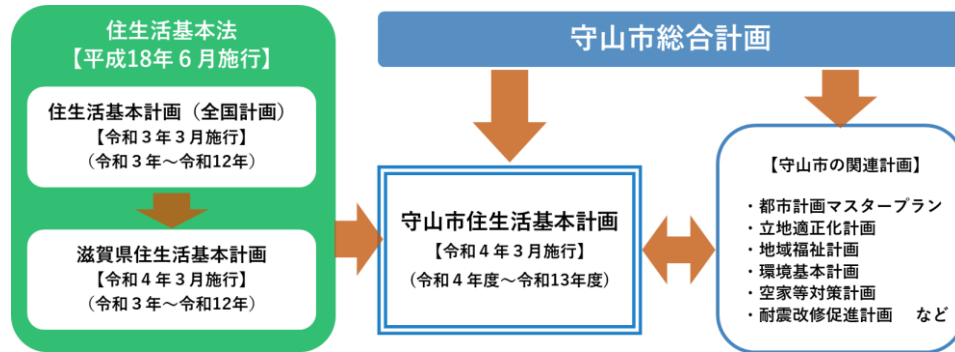 住生活基本法
【平成18年６月施行】
住生活基本計画（全国計画）
【令和３年３月施行】
（令和３年～令和12年）
滋賀県住生活基本計画
【令和４年３月施行】
（令和３年～令和12年）
守山市総合計画
守山市住生活基本計画
【令和４年３月施行】
（令和４年度～令和13年度）
【守山市の関連計画】
・都市計画マスタープラン
・立地適正化計画
・地域福祉計画
・環境基本計画
・空家等対策計画
・耐震改修促進計画　など